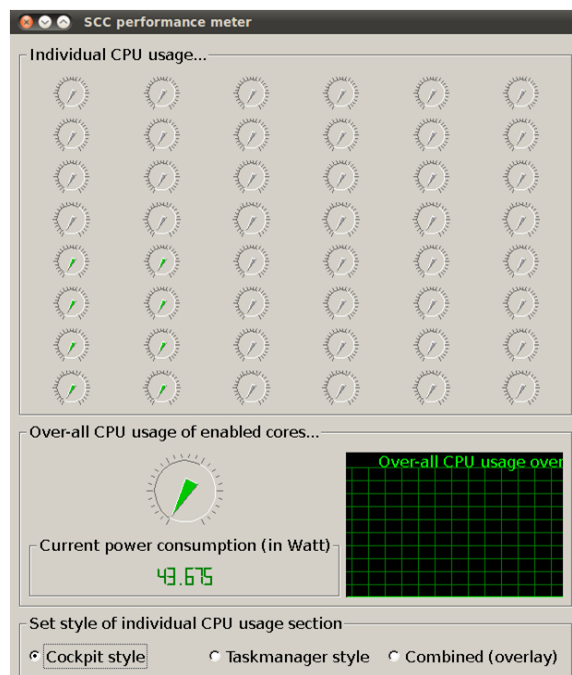 SCC performance meter
Individual CPU usage...
Over-all CPU usage of enabled cores...
Over-all CPU usage over
Current power consumption (in Watt)
43.675
Set style of individual CPU usage section
Cockpit style
Taskmanager style
Combined (overlay)